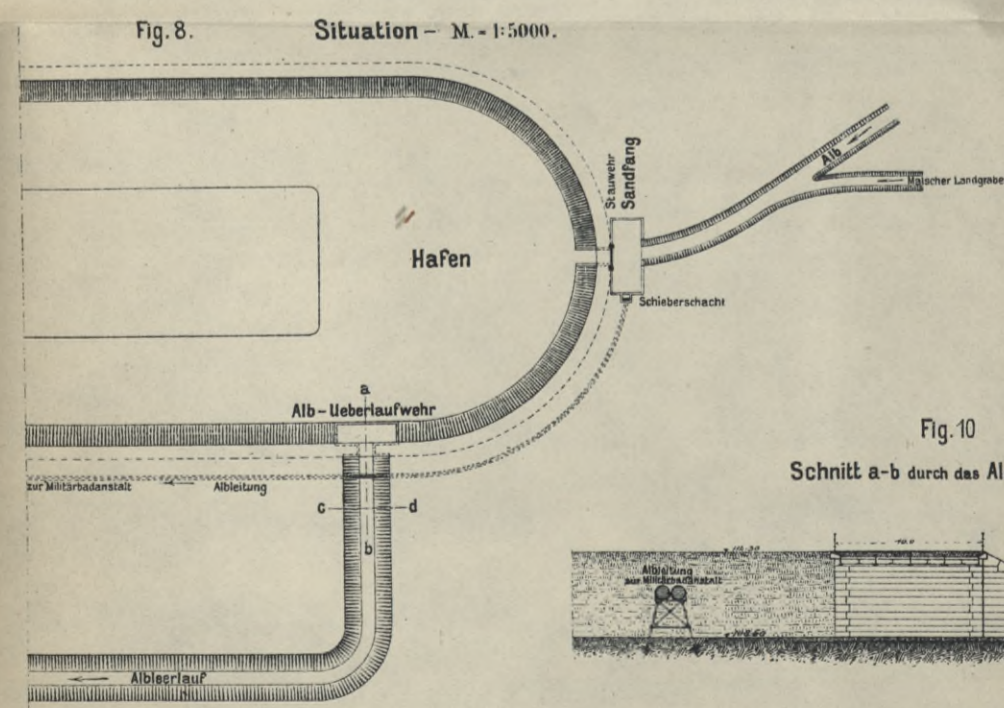 Fig. 8.
Situation – M. = 1:5000.
Stauwehr
Sandfang
Alb
Malscher Landgrabe
Hafen
Schieberschacht
a
Alb-Ueberlaufwehr
zur Militärbadanstalt
Albleitung
c
d
b
Albleerlauf
Fig. 10
Schnitt a-b durch das Al
Albleitung
zur Militärbadanstalt